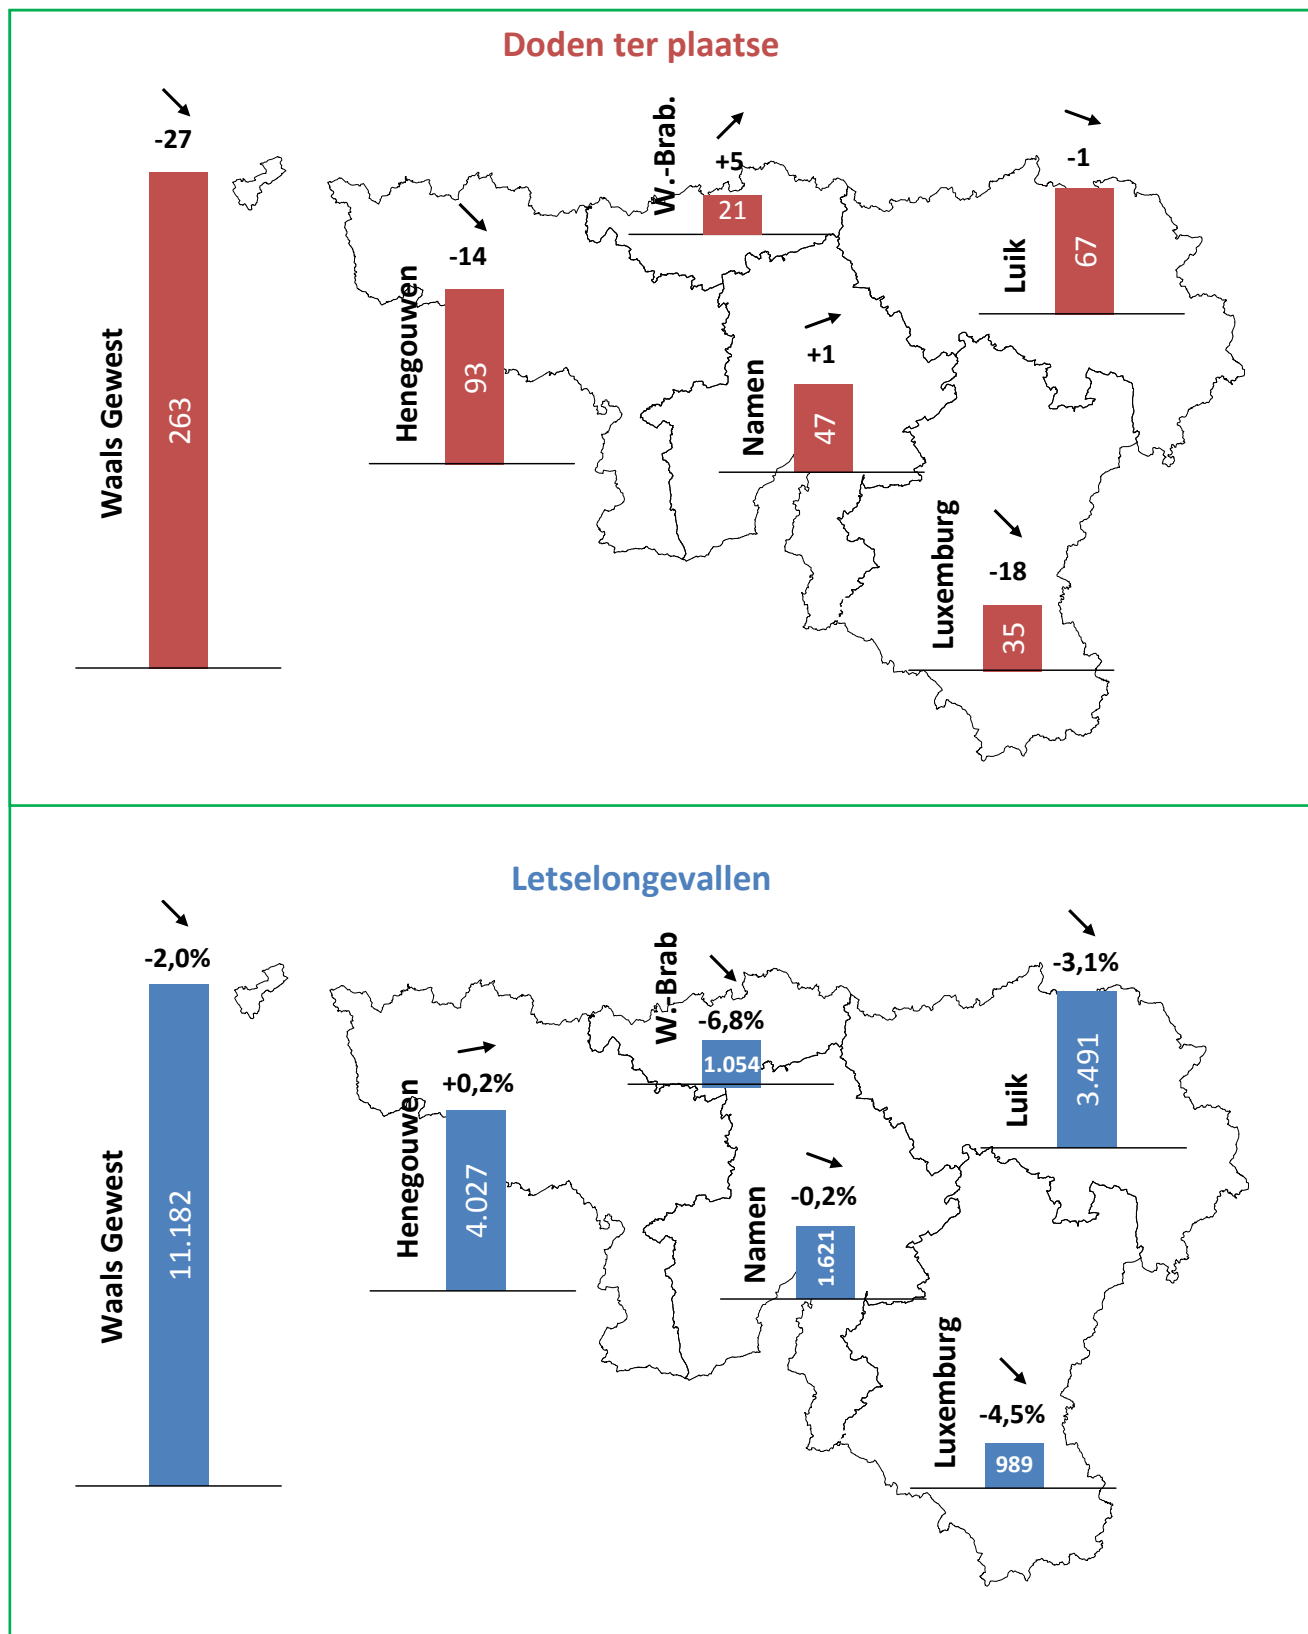 Doden ter plaatse
-27
263
Waals Gewest
-14
93
Henegouwen
W.-Brab.
+5
21
-1
67
Luik
+1
47
Namen
-18
35
Luxemburg
Letselongevallen
-2,0%
11.182
Waals Gewest
+0,2%
4.027
Henegouwen
W.-Brab
-6,8%
1.054
-3,1%
3.491
Luik
-0,2%
1.621
Namen
-4,5%
989
Luxemburg